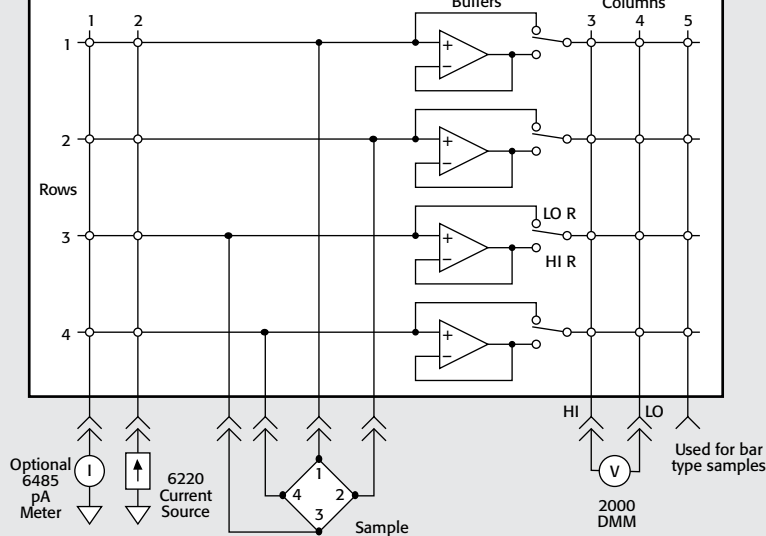 Buffers
Columns
1 2 3 4 5
1
+
−
2
+
−
Rows
LO R
3
+
−
HI R
4
+
−
HI LO
Optional
6485
pA
Meter
I
6220
Current
Source
1
4 2
3
Sample
V
2000
DMM
Used for bar
type samples